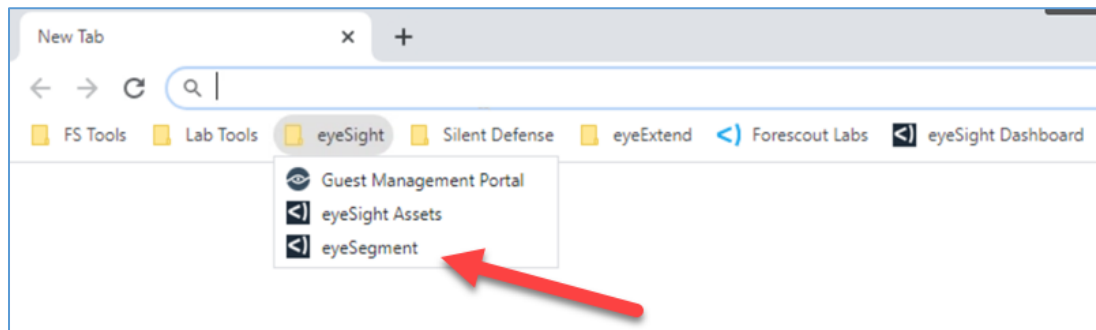 New Tab
FS Tools Lab Tools eyeSight Silent Defense eyeExtend Forescout Labs eyeSight Dashboard
Guest Management Portal
eyeSight Assets
eyeSegment